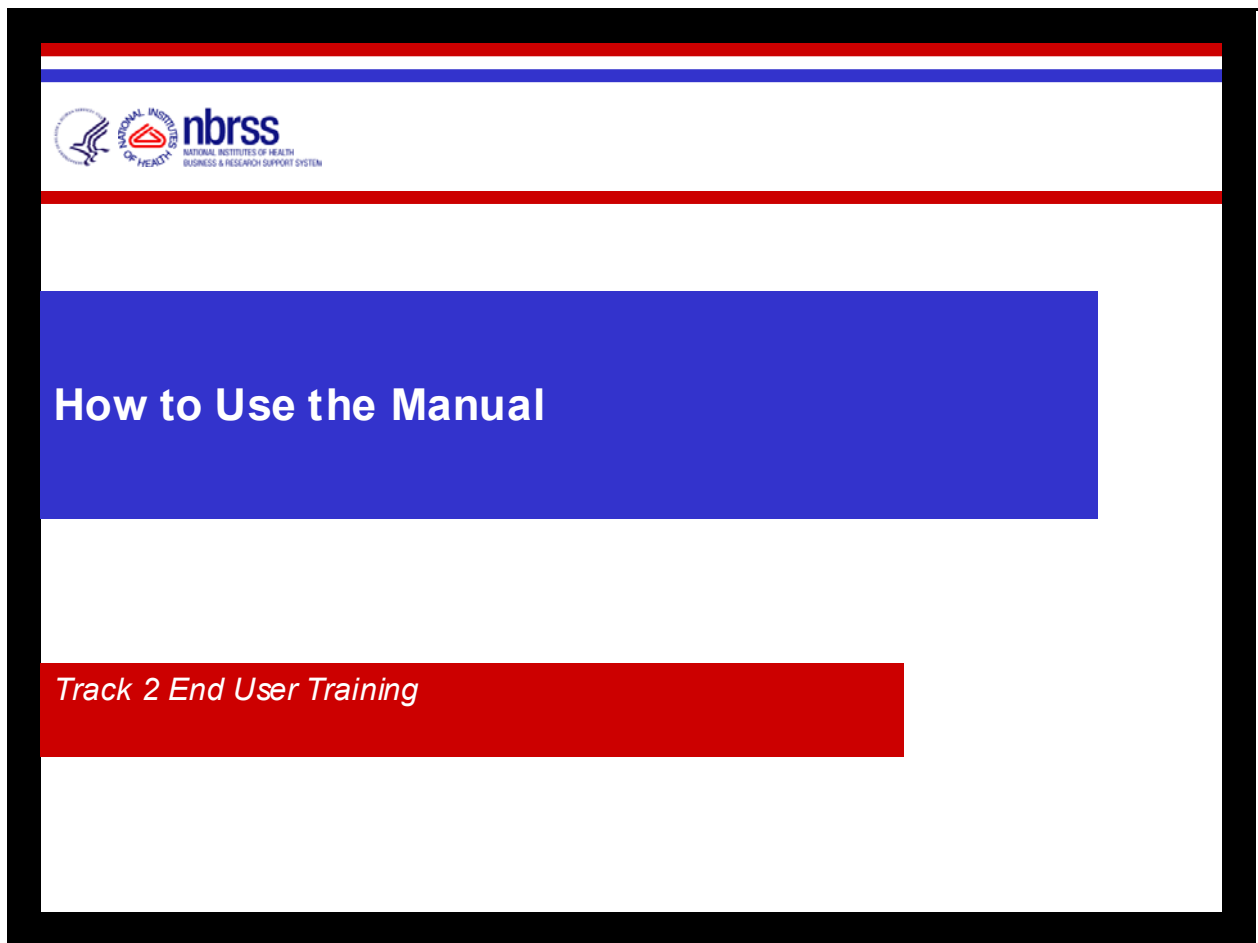 NATIONAL INSTITUTES
OF HEALTH
nbrss
NATIONAL INSTITUTES OF HEALTH
BUSINESS & RESEARCH SUPPORT SYSTEM
How to Use the Manual
Track 2 End User Training